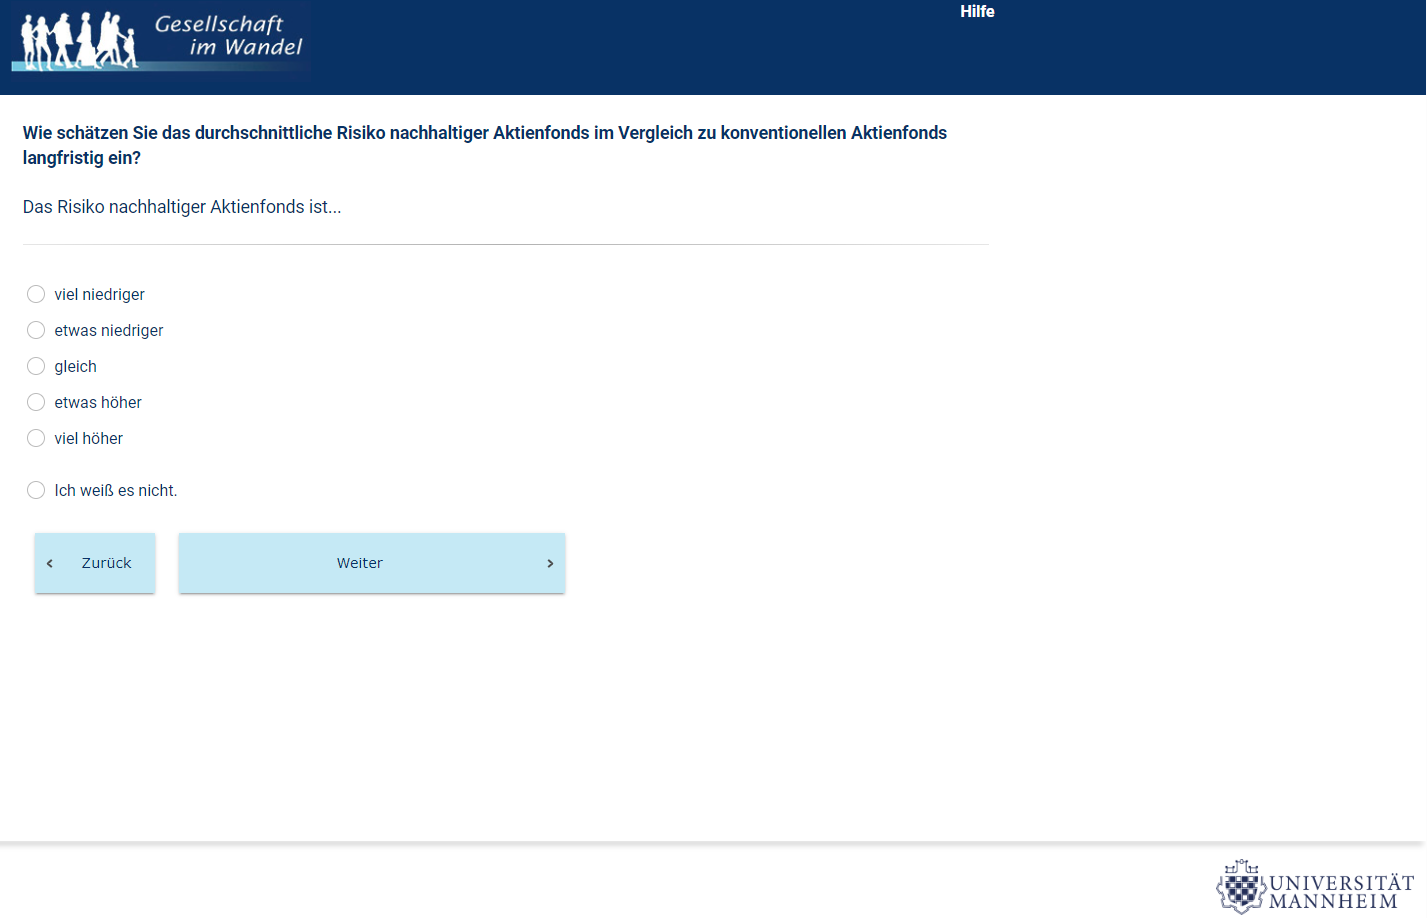 Gesellschaft
im Wandel
Hilfe
Wie schätzen Sie das durchschnittliche Risiko nachhaltiger Aktienfonds im Vergleich zu konventionellen Aktienfonds
langfristig ein?
Das Risiko nachhaltiger Aktienfonds ist...
viel niedriger
etwas niedriger
gleich
etwas höher
viel höher
Ich weiß es nicht.
Zurück
Weiter
UNIVERSITÄT
MANNHEIM